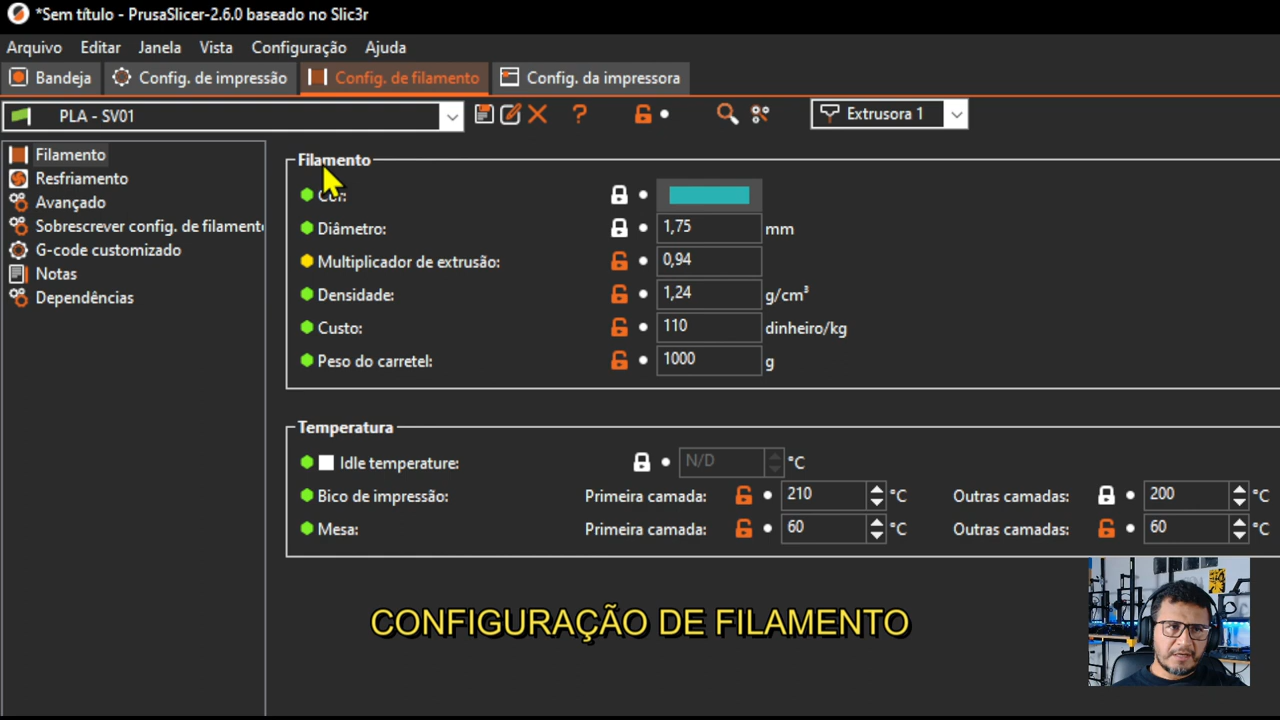 *Sem título - PrusaSlicer-2.6.0 baseado no Slic3r
Arquivo Editar Janela Vista Configuração Ajuda
Bandeja Config. de impressão Config. de filamento Config. da impressora
PLA - SV01 ? Extrusora 1
Filamento
Resfriamento
Avançado
Sobrescrever config. de filament
G-code customizado
Notas
Dependências
Filamento
Diâmetro: 1,75 mm
Multiplicador de extrusão: 0,94
Densidade: 1,24 g/cm³
Custo: 110 dinheiro/kg
Peso do carretel: 1000 g
Temperatura
Idle temperature: N/D °C
Bico de impressão: Primeira camada: 210 °C Outras camadas: 200 °C
Mesa: Primeira camada: 60 °C Outras camadas: 60 °C
CONFIGURAÇÃO DE FILAMENTO